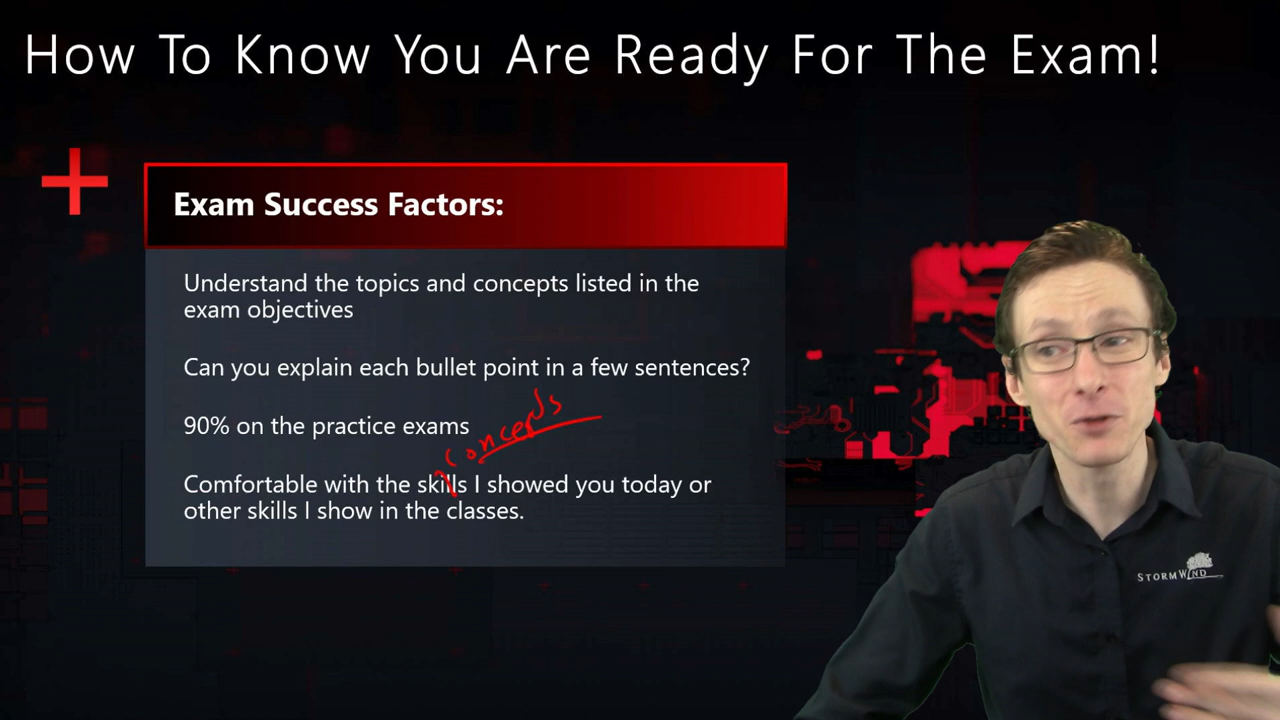 How To Know You Are Ready For The Exam!
Exam Success Factors:
Understand the topics and concepts listed in the
exam objectives
Can you explain each bullet point in a few sentences?
90% on the practice exams
concepts
Comfortable with the skills I showed you today or
other skills I show in the classes.
STORMWIND